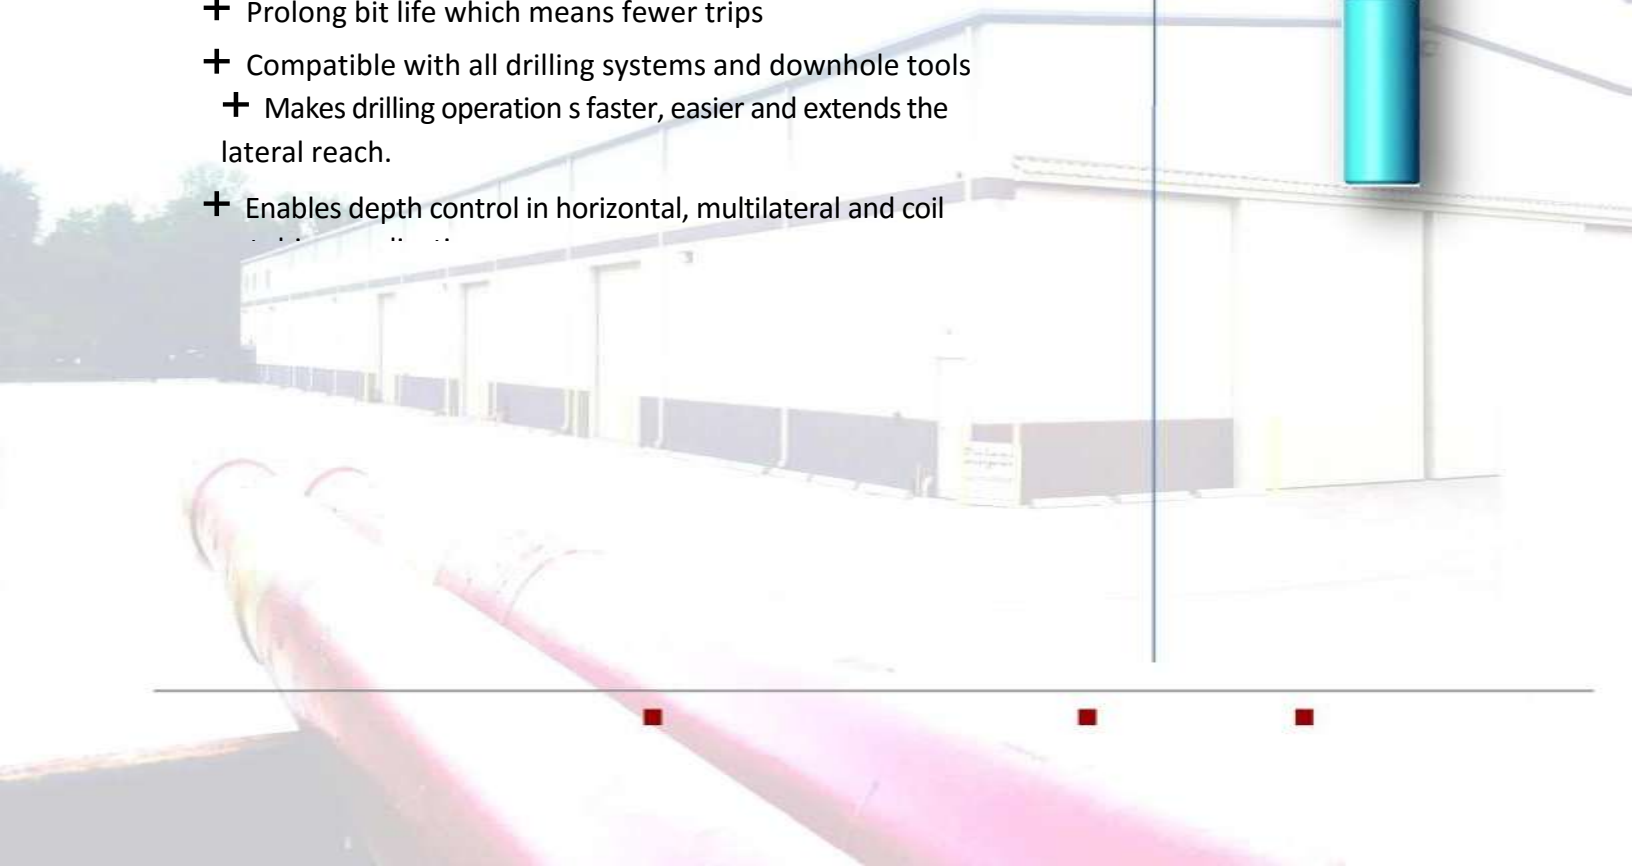 + Prolong bit life which means fewer trips
+ Compatible with all drilling systems and downhole tools
+ Makes drilling operation s faster, easier and extends the
lateral reach.
+ Enables depth control in horizontal, multilateral and coil